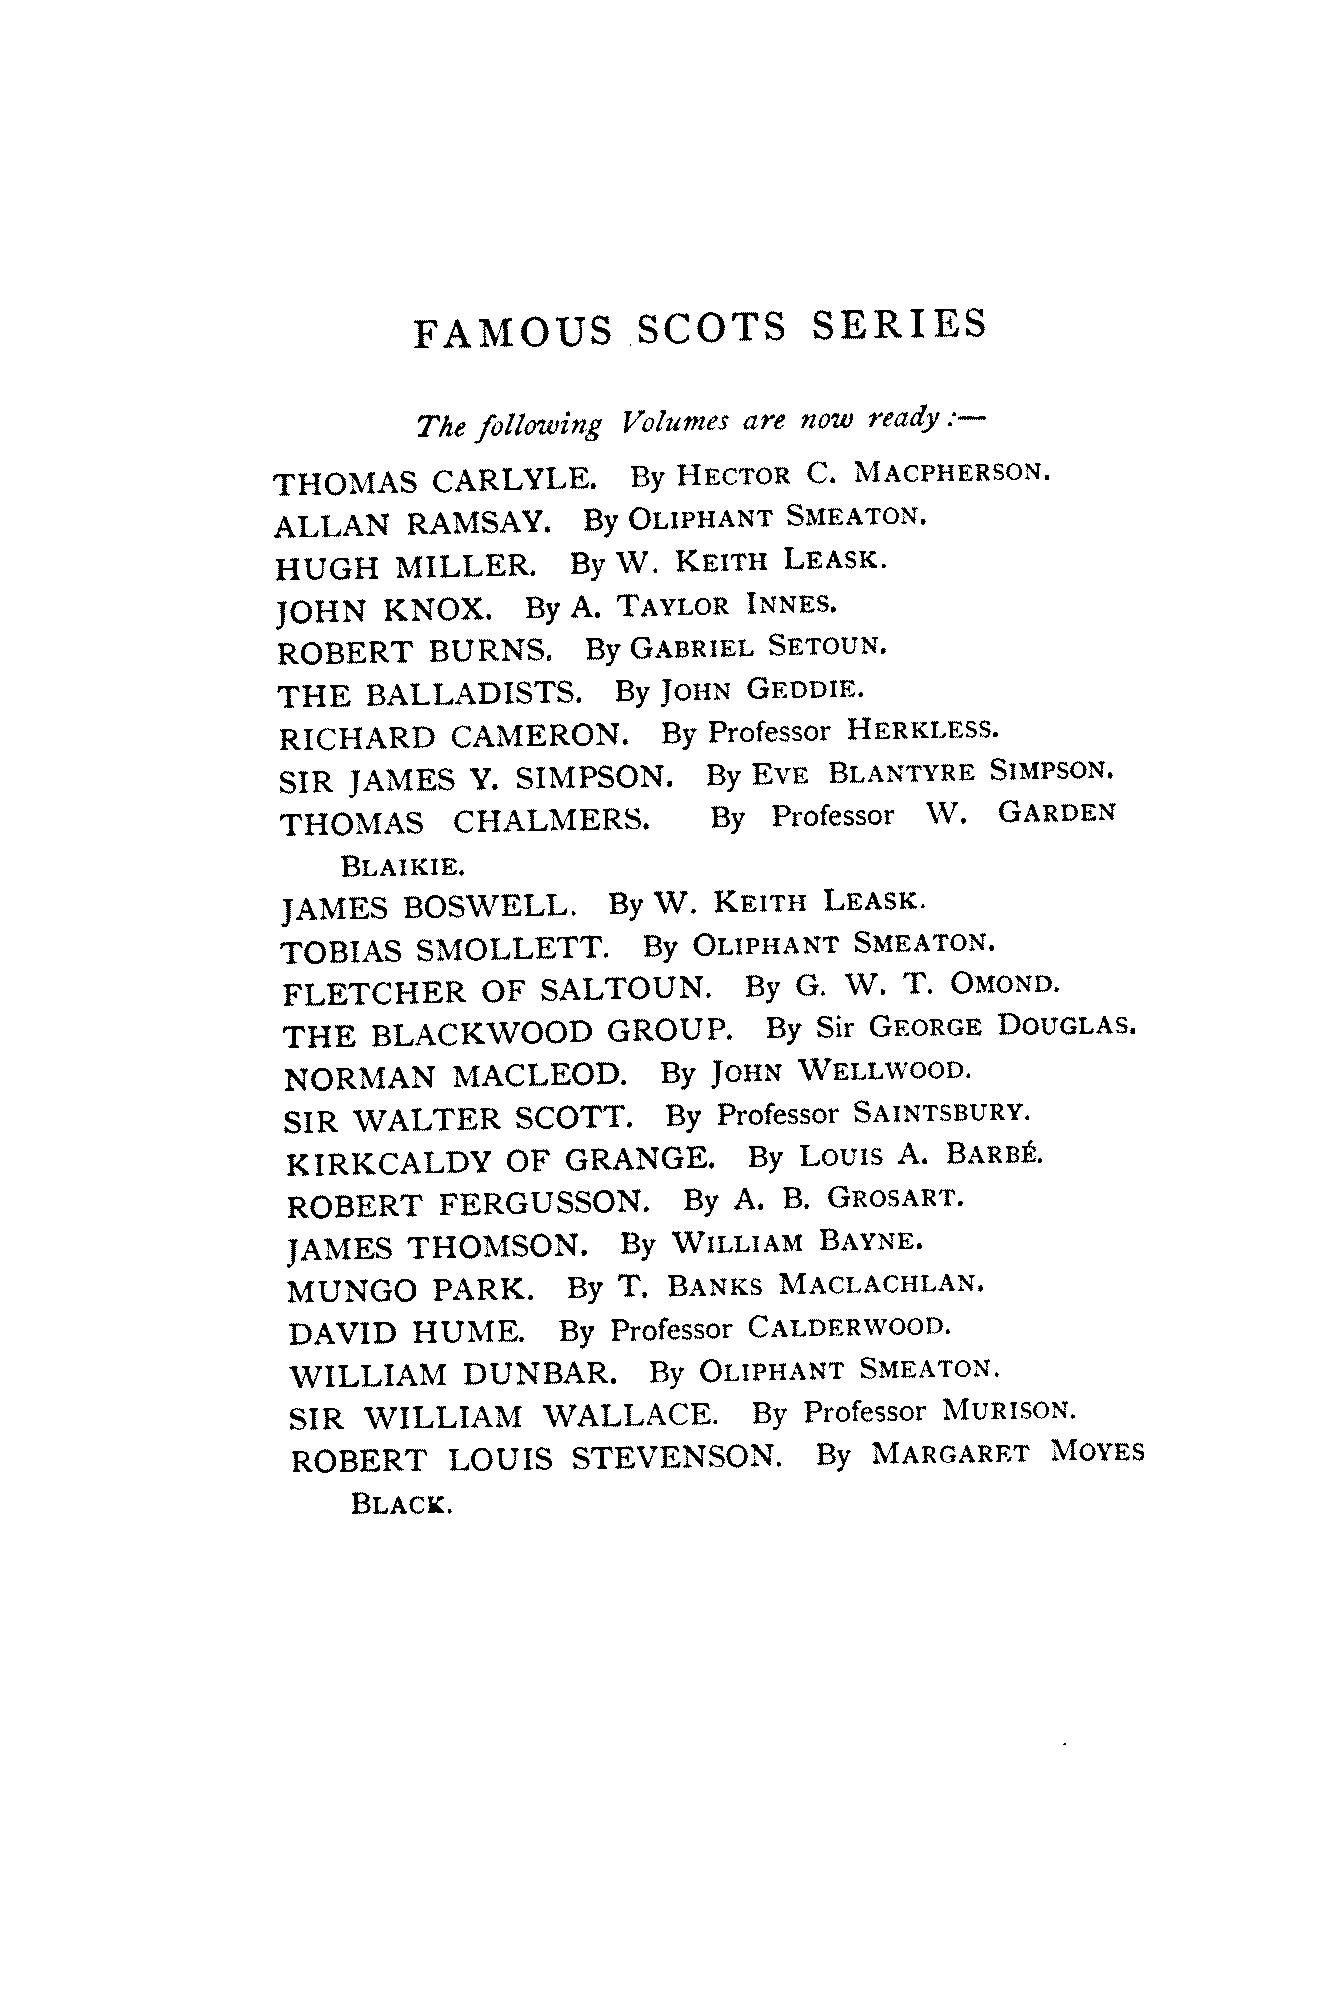 FAMOUS SCOTS SERIES
The following Volumes are now ready:—
THOMAS CARLYLE. By HECTOR C. MACPHERSON.
ALLAN RAMSAY. By OLIPHANT SMEATON.
HUGH MILLER. By W. KEITH LEASK.
JOHN KNOX. By A. TAYLOR INNES.
ROBERT BURNS. By GABRIEL SETOUN.
THE BALLADISTS. By JOHN GEDDIE.
RICHARD CAMERON. By Professor HERKLESS.
SIR JAMES Y. SIMPSON. By EVE BLANTYRE SIMPSON.
THOMAS CHALMERS. By Professor W. GARDEN
BLAIKIE.
JAMES BOSWELL. By W. KEITH LEASK.
TOBIAS SMOLLETT. By OLIPHANT SMEATON.
FLETCHER OF SALTOUN. By G. W. T. OMOND.
THE BLACKWOOD GROUP. By Sir GEORGE DOUGLAS.
NORMAN MACLEOD. By JOHN WELLWOOD.
SIR WALTER SCOTT. By Professor SAINTSBURY.
KIRKCALDY OF GRANGE. By LOUIS A. BARBÉ.
ROBERT FERGUSSON. By A. B. GROSART.
JAMES THOMSON. By WILLIAM BAYNE.
MUNGO PARK. By T. BANKS MACLACHLAN.
DAVID HUME. By Professor CALDERWOOD.
WILLIAM DUNBAR. By OLIPHANT SMEATON.
SIR WILLIAM WALLACE. By Professor MURISON.
ROBERT LOUIS STEVENSON. By MARGARET MOYES
BLACK.